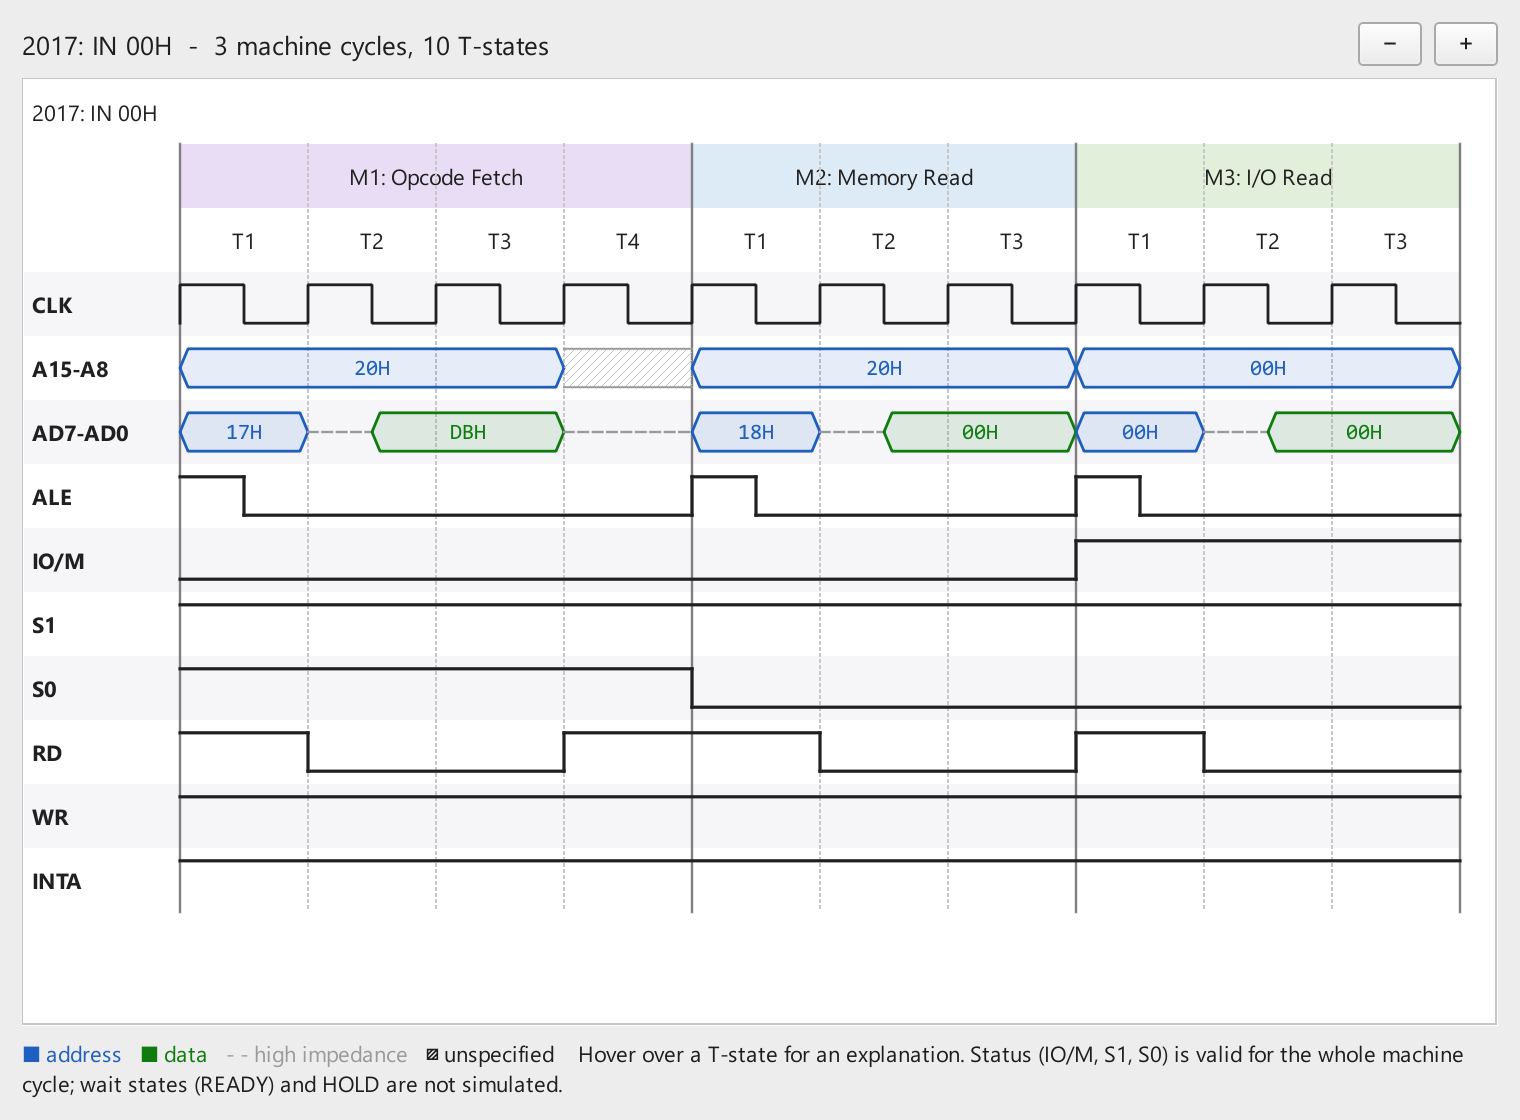 2017: IN 00H - 3 machine cycles, 10 T-states
− +
2017: IN 00H
M1: Opcode Fetch M2: Memory Read M3: I/O Read
T1 T2 T3 T4 T1 T2 T3 T1 T2 T3
CLK
A15-A8 20H 20H 00H
AD7-AD0 17H DBH 18H 00H 00H 00H
ALE
IO/M
S1
S0
RD
WR
INTA
address data - - high impedance unspecified Hover over a T-state for an explanation. Status (IO/M, S1, S0) is valid for the whole machine
cycle; wait states (READY) and HOLD are not simulated.